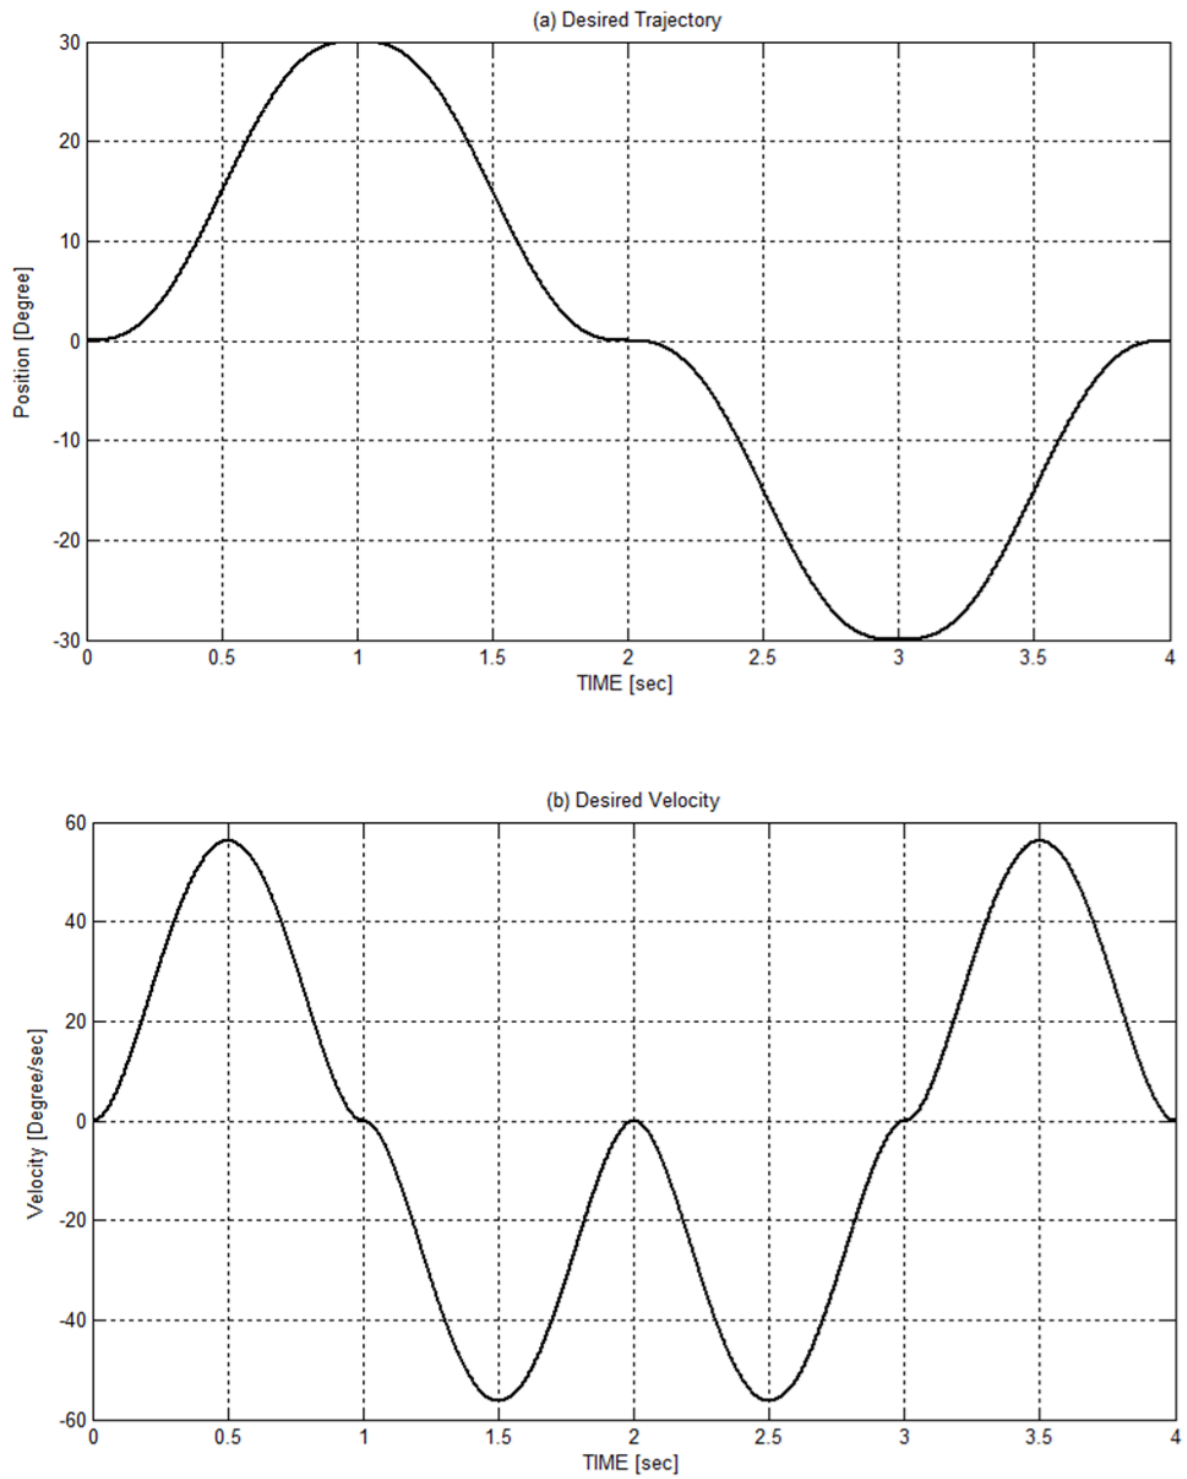 (a) Desired Trajectory
30
20
10
0
-10
-20
-30
Position [Degree]
0 0.5 1 1.5 2 2.5 3 3.5 4
TIME [sec]
(b) Desired Velocity
60
40
20
0
-20
-40
-60
Velocity [Degree/sec]
0 0.5 1 1.5 2 2.5 3 3.5 4
TIME [sec]